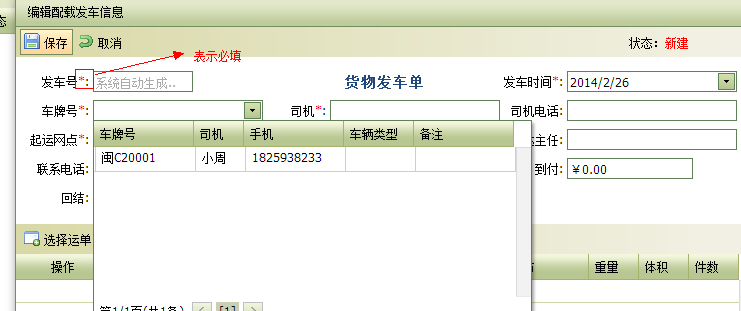 编辑配载发车信息
态
保存 取消 表示必填 状态: 新建
发车号*: 系统自动生成.. 货物发车单 发车时间*: 2014/2/26
车牌号*: 司机*: 司机电话:
起运网点*: 主任:
车牌号 司机 手机 车辆类型 备注
联系电话: 闽C20001 小周 1825938233 到付: ￥0.00
回结:
选择运单
操作 重量 体积 件数
第1/1页(共1条) [1]